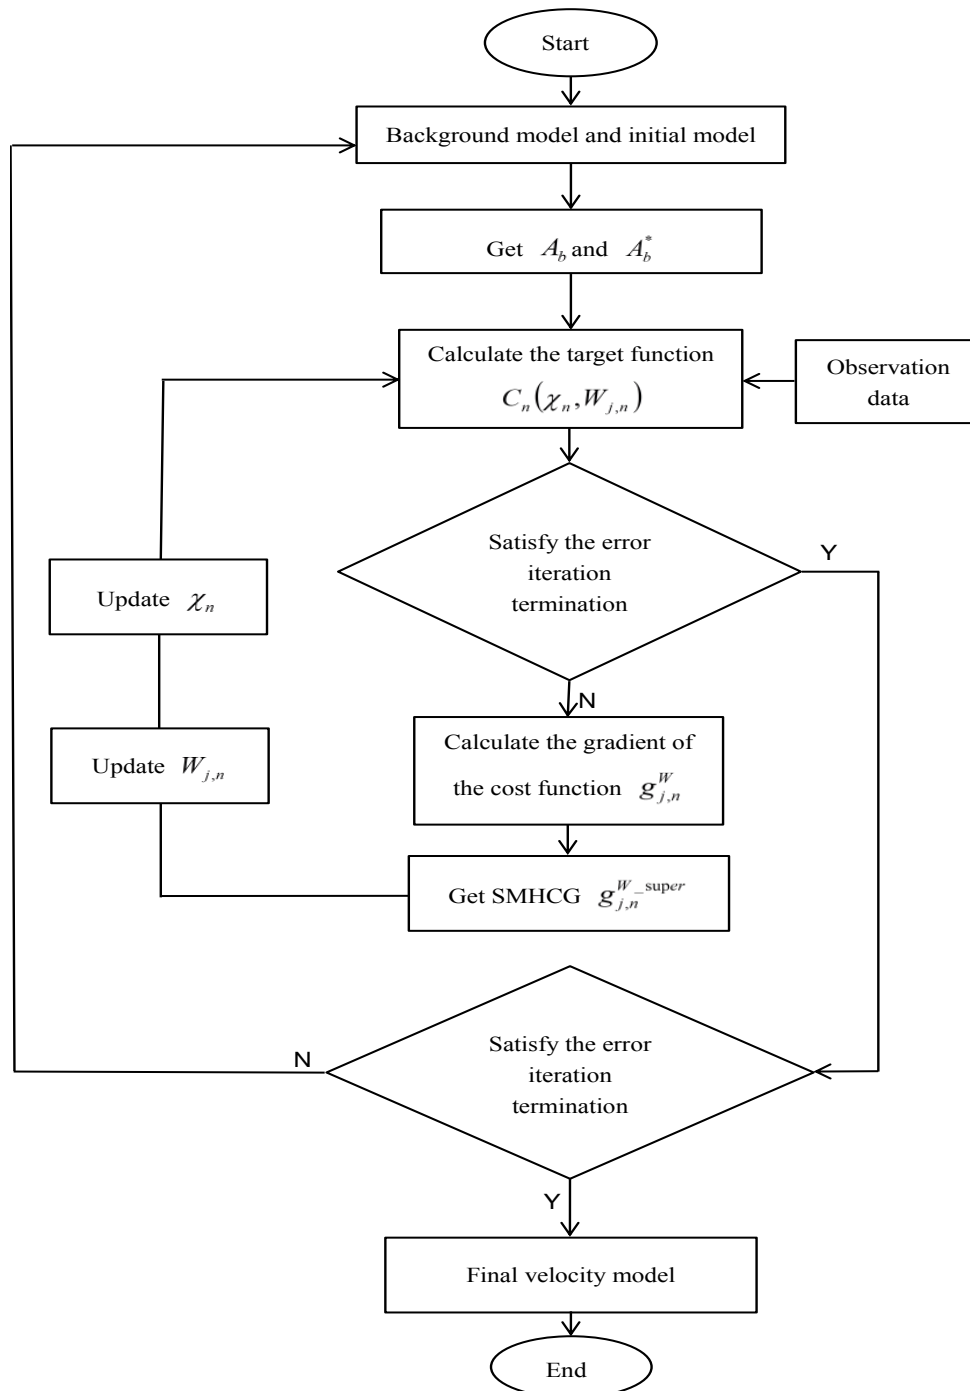 Start
Background model and initial model
Get A_b and A_b^*
Calculate the target function
C_n(χ_n, W_{j,n})
Observation
data
Satisfy the error
iteration
termination
Y
N
Update χ_n
Calculate the gradient of
the cost function g_{j,n}^W
Update W_{j,n}
Get SMHCG g_{j,n}^{W_super}
Satisfy the error
iteration
termination
N
Y
Final velocity model
End